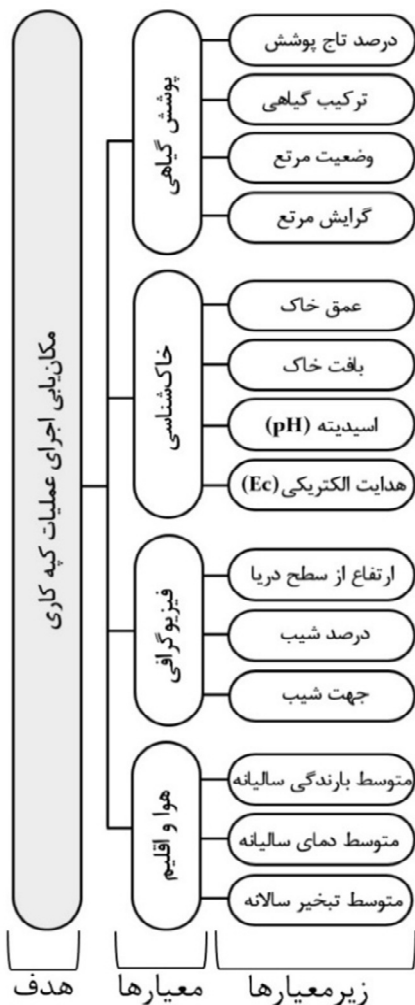 مکان‌یابی اجرای عملیات کپه کاری
پوشش گیاهی
درصد تاج پوشش
ترکیب گیاهی
وضعیت مرتع
گرایش مرتع
خاک‌شناسی
عمق خاک
بافت خاک
اسیدیته (pH)
هدایت الکتریکی (Ec)
فیزیوگرافی
ارتفاع از سطح دریا
درصد شیب
جهت شیب
هوا و اقلیم
متوسط بارندگی سالیانه
متوسط دمای سالیانه
متوسط تبخیر سالانه
هدف
معیارها
زیرمعیارها